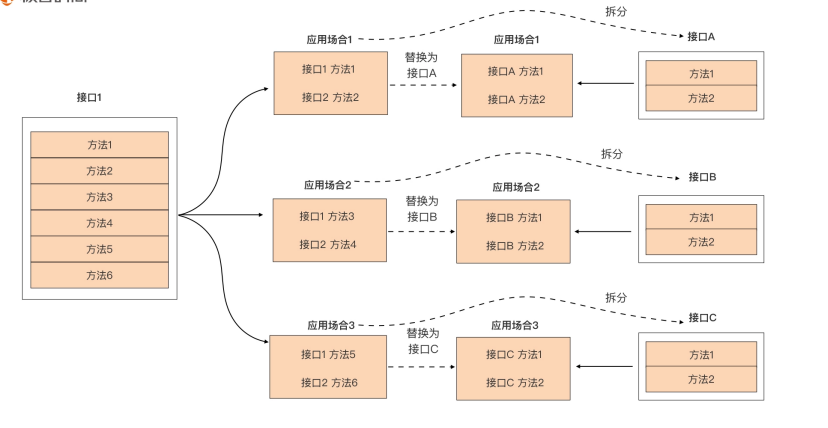 接口1
方法1
方法2
方法3
方法4
方法5
方法6
应用场合1
接口1 方法1
接口2 方法2
替换为
接口A
应用场合1
接口A 方法1
接口A 方法2
拆分
接口A
方法1
方法2
应用场合2
接口1 方法3
接口2 方法4
替换为
接口B
应用场合2
接口B 方法1
接口B 方法2
拆分
接口B
方法1
方法2
应用场合3
接口1 方法5
接口2 方法6
替换为
接口C
应用场合3
接口C 方法1
接口C 方法2
拆分
接口C
方法1
方法2